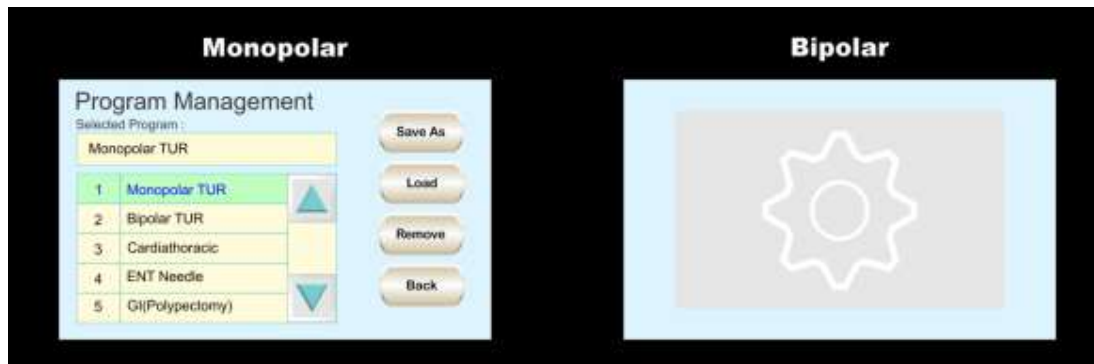 Monopolar
Bipolar
Program Management
Selected Program :
Monopolar TUR
1 Monopolar TUR
2 Bipolar TUR
3 Cardiathoracic
4 ENT Needle
5 GI(Polypectomy)
Save As
Load
Remove
Back